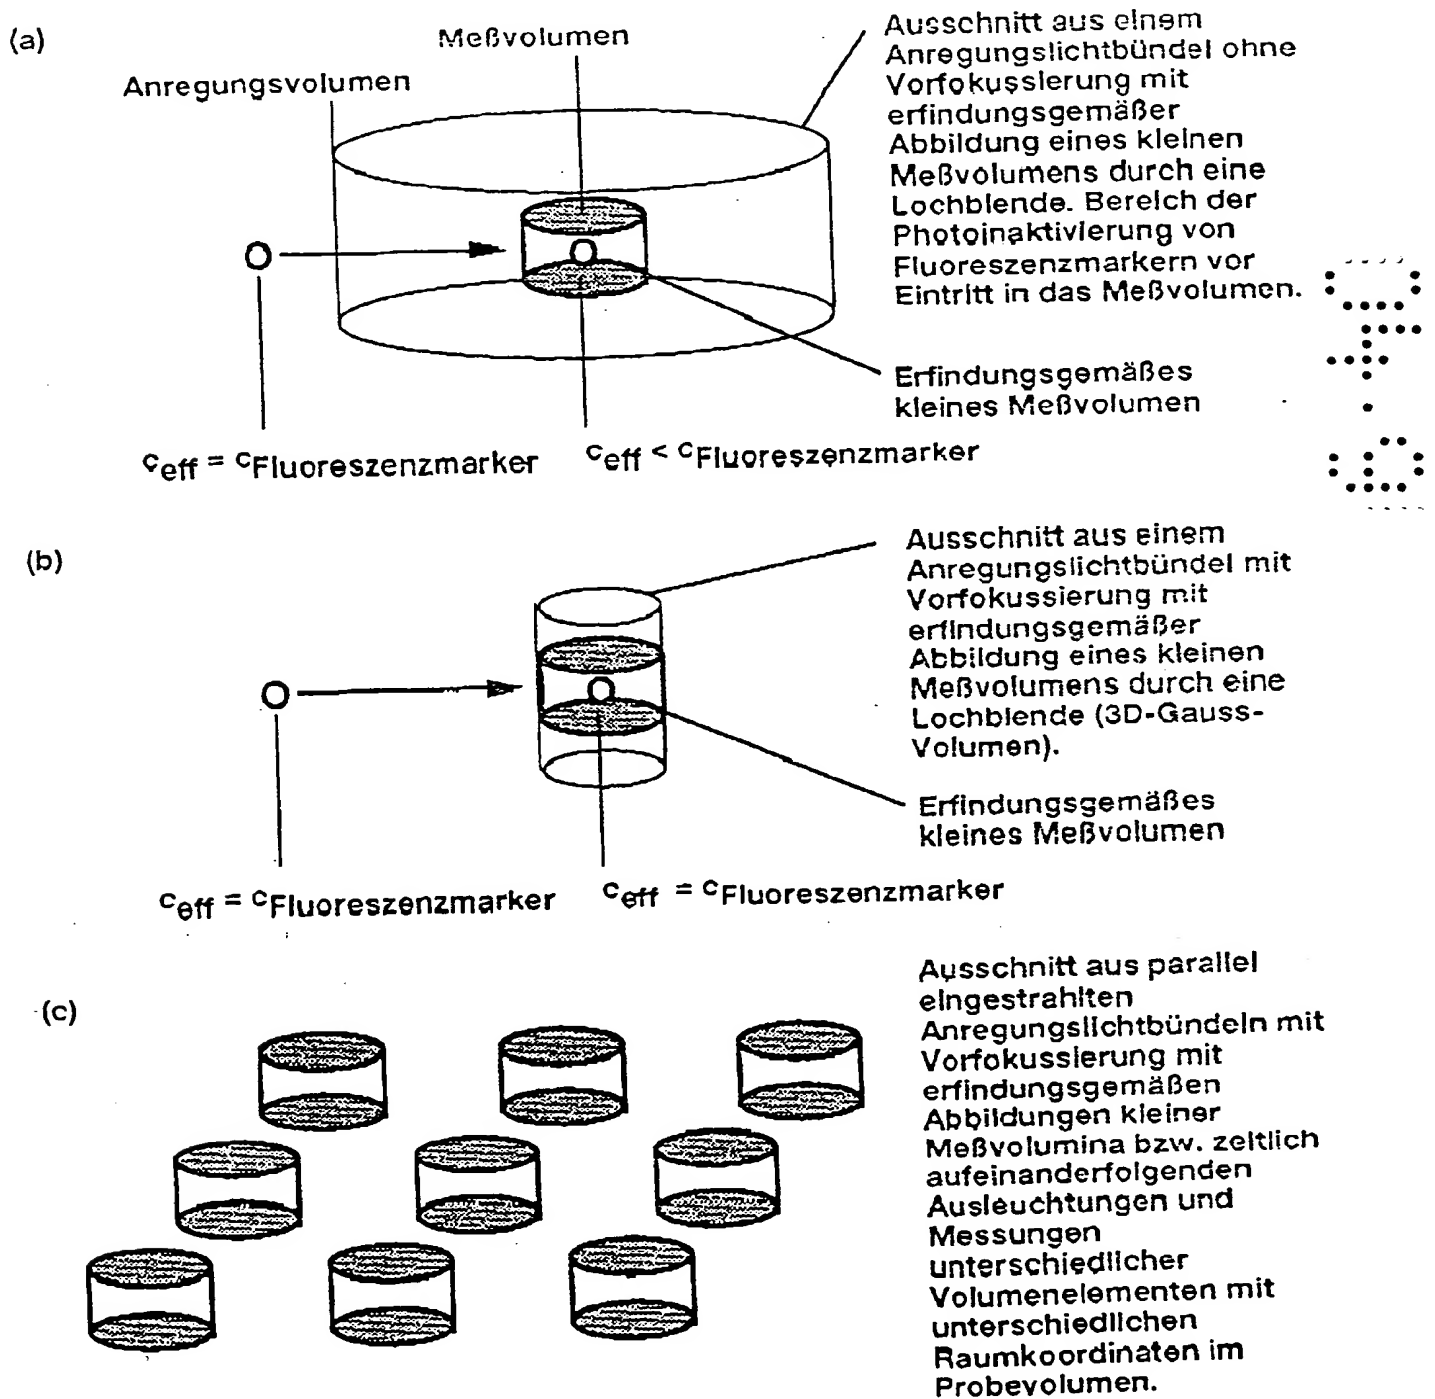 (a)
Meßvolumen
Anregungsvolumen
Ausschnitt aus einem
Anregungslichtbündel ohne
Vorfokussierung mit
erfindungsgemäßer
Abbildung eines kleinen
Meßvolumens durch eine
Lochblende. Bereich der
Photoinaktivierung von
Fluoreszenzmarkern vor
Eintritt in das Meßvolumen.
Erfindungsgemäßes
kleines Meßvolumen
ceff = cFluoreszenzmarker
ceff < cFluoreszenzmarker
(b)
Ausschnitt aus einem
Anregungslichtbündel mit
Vorfokussierung mit
erfindungsgemäßer
Abbildung eines kleinen
Meßvolumens durch eine
Lochblende (3D-Gauss-
Volumen).
Erfindungsgemäßes
kleines Meßvolumen
ceff = cFluoreszenzmarker
ceff = cFluoreszenzmarker
(c)
Ausschnitt aus parallel
eingestrahlten
Anregungslichtbündeln mit
Vorfokussierung mit
erfindungsgemäßen
Abbildungen kleiner
Meßvolumina bzw. zeitlich
aufeinanderfolgenden
Ausleuchtungen und
Messungen
unterschiedlicher
Volumenelementen mit
unterschiedlichen
Raumkoordinaten im
Probevolumen.